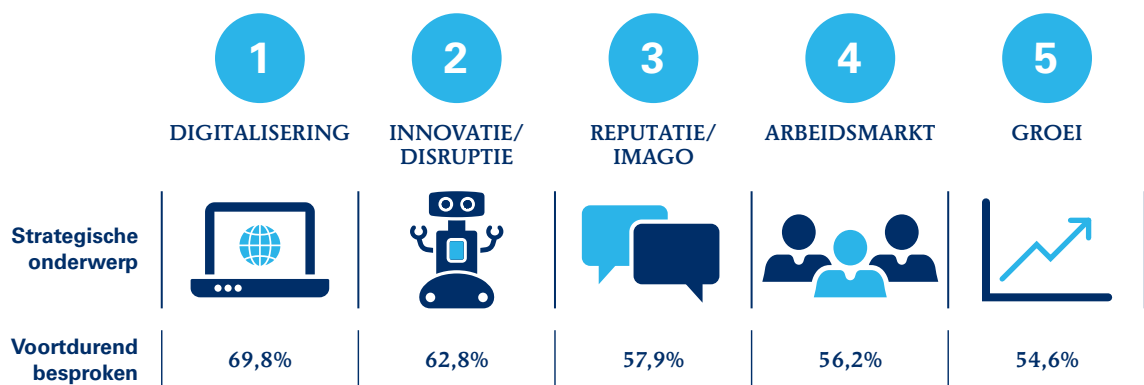 1
2
3
4
5
DIGITALISERING
INNOVATIE/
DISRUPTIE
REPUTATIE/
IMAGO
ARBEIDSMARKT
GROEI
Strategische
onderwerp
Voortdurend
besproken
69,8%
62,8%
57,9%
56,2%
54,6%